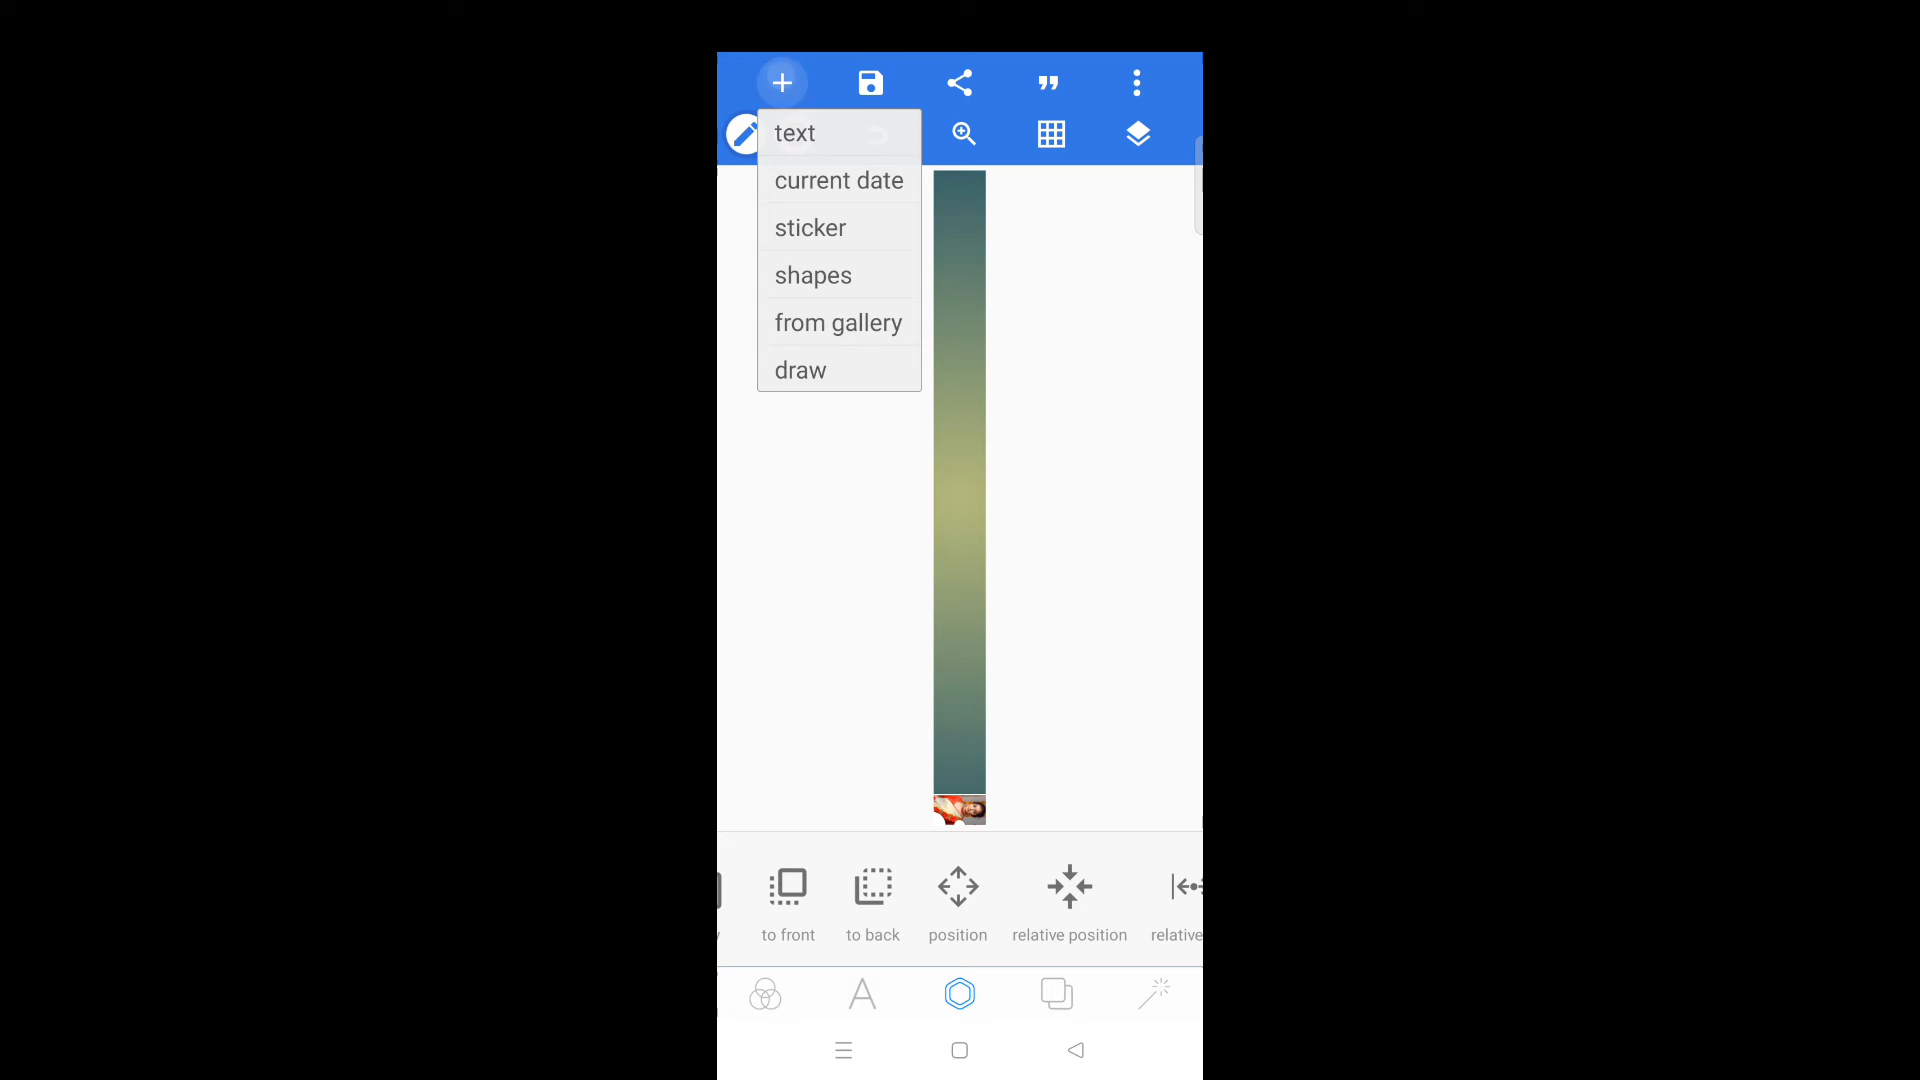 text
current date
sticker
shapes
from gallery
draw
to front
to back
position
relative position
relative